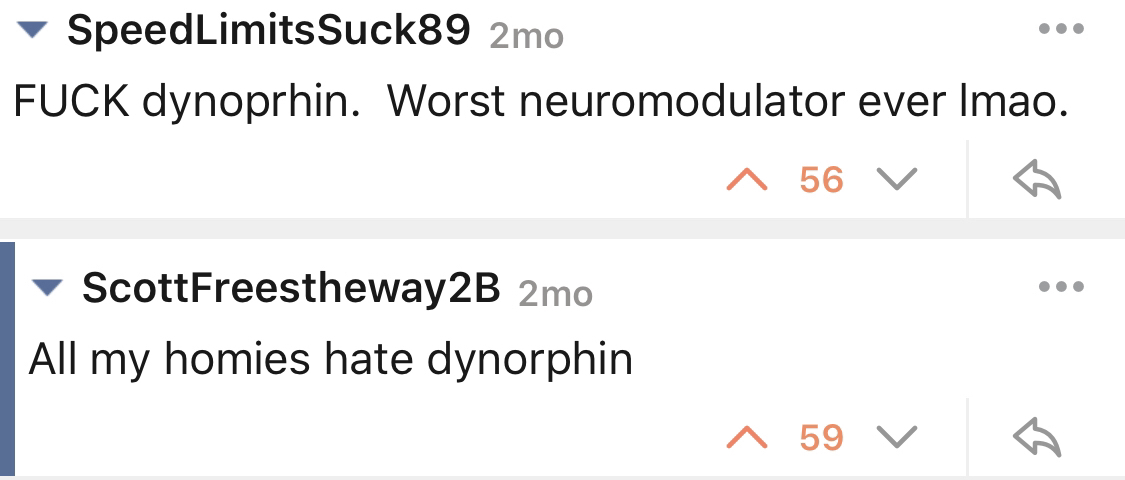 SpeedLimitsSuck89 2mo
FUCK dynoprhin.  Worst neuromodulator ever lmao.
56
ScottFreestheway2B 2mo
All my homies hate dynorphin
59